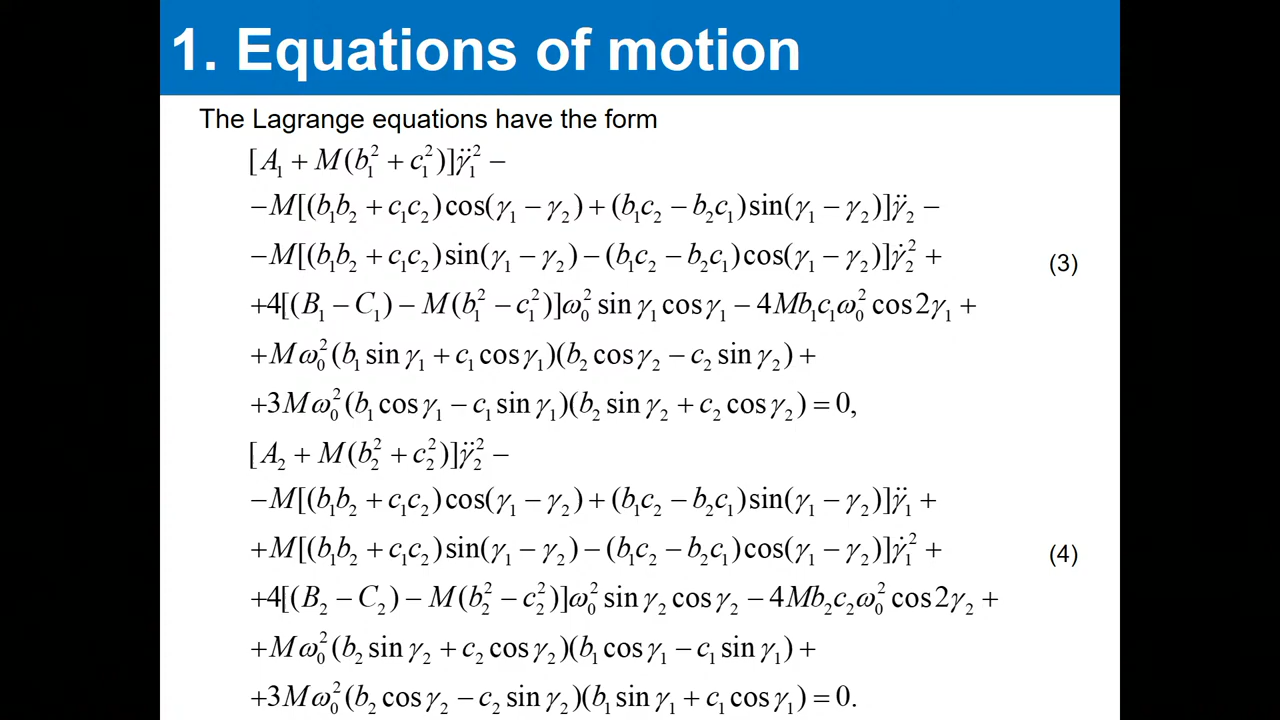 1. Equations of motion
The Lagrange equations have the form
[A₁ + M(b₁² + c₁²)]γ̈₁² −
−M[(b₁b₂ + c₁c₂)cos(γ₁ − γ₂) + (b₁c₂ − b₂c₁)sin(γ₁ − γ₂)]γ̈₂ −
−M[(b₁b₂ + c₁c₂)sin(γ₁ − γ₂) − (b₁c₂ − b₂c₁)cos(γ₁ − γ₂)]γ̇₂² + (3)
+4[(B₁ − C₁) − M(b₁² − c₁²)]ω₀² sin γ₁ cos γ₁ − 4Mb₁c₁ω₀² cos 2γ₁ +
+Mω₀²(b₁ sin γ₁ + c₁ cos γ₁)(b₂ cos γ₂ − c₂ sin γ₂) +
+3Mω₀²(b₁ cos γ₁ − c₁ sin γ₁)(b₂ sin γ₂ + c₂ cos γ₂) = 0,
[A₂ + M(b₂² + c₂²)]γ̈₂² −
−M[(b₁b₂ + c₁c₂)cos(γ₁ − γ₂) + (b₁c₂ − b₂c₁)sin(γ₁ − γ₂)]γ̈₁ +
+M[(b₁b₂ + c₁c₂)sin(γ₁ − γ₂) − (b₁c₂ − b₂c₁)cos(γ₁ − γ₂)]γ̇₁² + (4)
+4[(B₂ − C₂) − M(b₂² − c₂²)]ω₀² sin γ₂ cos γ₂ − 4Mb₂c₂ω₀² cos 2γ₂ +
+Mω₀²(b₂ sin γ₂ + c₂ cos γ₂)(b₁ cos γ₁ − c₁ sin γ₁) +
+3Mω₀²(b₂ cos γ₂ − c₂ sin γ₂)(b₁ sin γ₁ + c₁ cos γ₁) = 0.